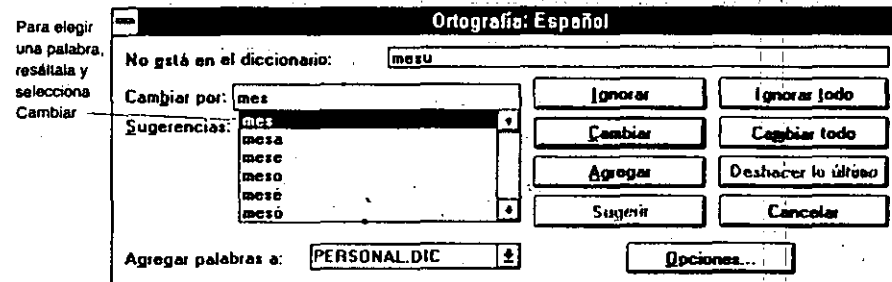 Para elegir
una palabra,
resáltala y
selecciona
Cambiar
Ortografía: Español
No está en el diccionario: mesu
Cambiar por: mes
Ignorar
Ignorar todo
Sugerencias:
mes
mesa
mese
meso
mesé
mesó
Cambiar
Cambiar todo
Agregar
Deshacer lo último
Sugerir
Cancelar
Agregar palabras a: PERSONAL.DIC
Opciones...